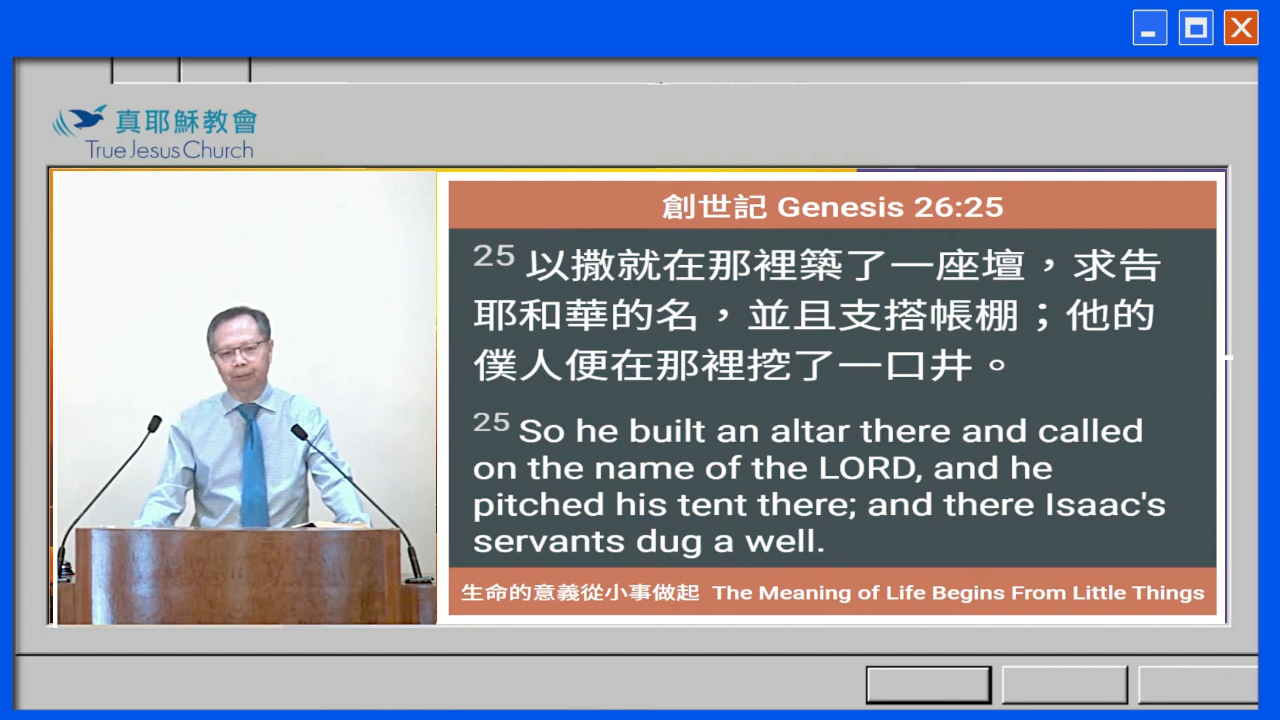 真耶穌教會
True Jesus Church
創世記 Genesis 26:25
25 以撒就在那裡築了一座壇，求告
耶和華的名，並且支搭帳棚；他的
僕人便在那裡挖了一口井。
25 So he built an altar there and called
on the name of the LORD, and he
pitched his tent there; and there Isaac's
servants dug a well.
生命的意義從小事做起 The Meaning of Life Begins From Little Things